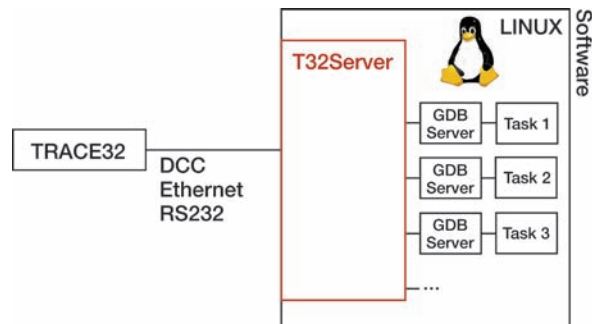 LINUX
Software
T32Server
TRACE32
DCC
Ethernet
RS232
GDB
Server
Task 1
GDB
Server
Task 2
GDB
Server
Task 3
...